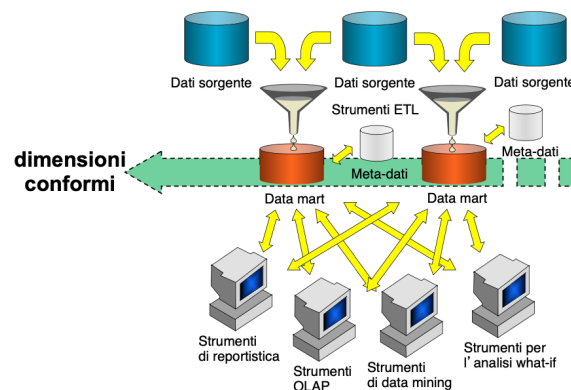 Dati sorgente
Dati sorgente
Dati sorgente
Strumenti ETL
Meta-dati
dimensioni
conformi
Meta-dati
Data mart
Data mart
Strumenti
di reportistica
Strumenti
OLAP
Strumenti
di data mining
Strumenti per
l' analisi what-if